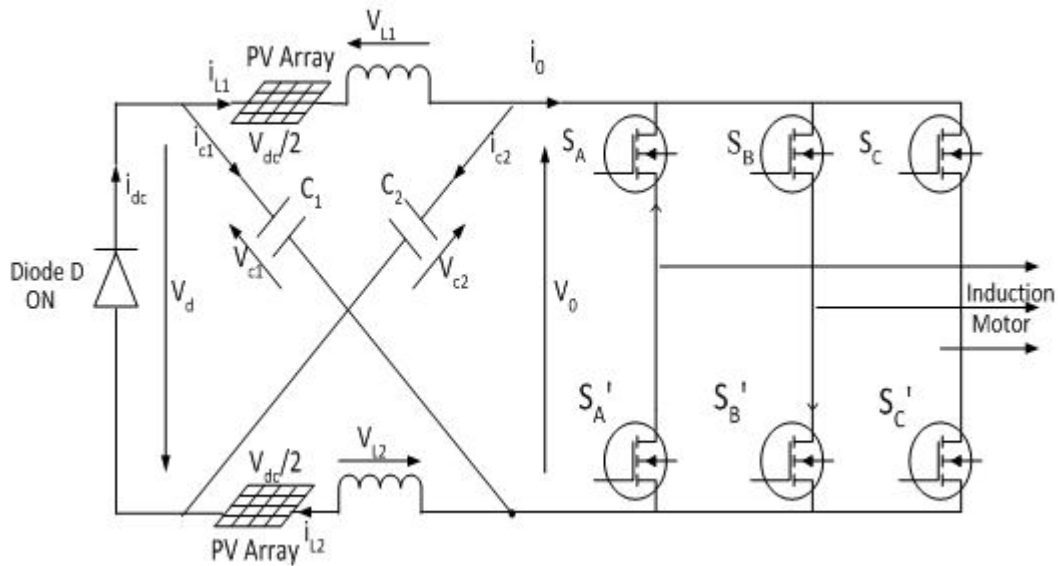 V_L1
PV Array
i_L1
i_0
V_dc/2
i_c1
i_c2
S_A
S_B
S_C
i_dc
C_1
C_2
Diode D
ON
V_d
V_c1
V_c2
V_0
Induction
Motor
S_A'
S_B'
S_C'
V_L2
V_dc/2
i_L2
PV Array